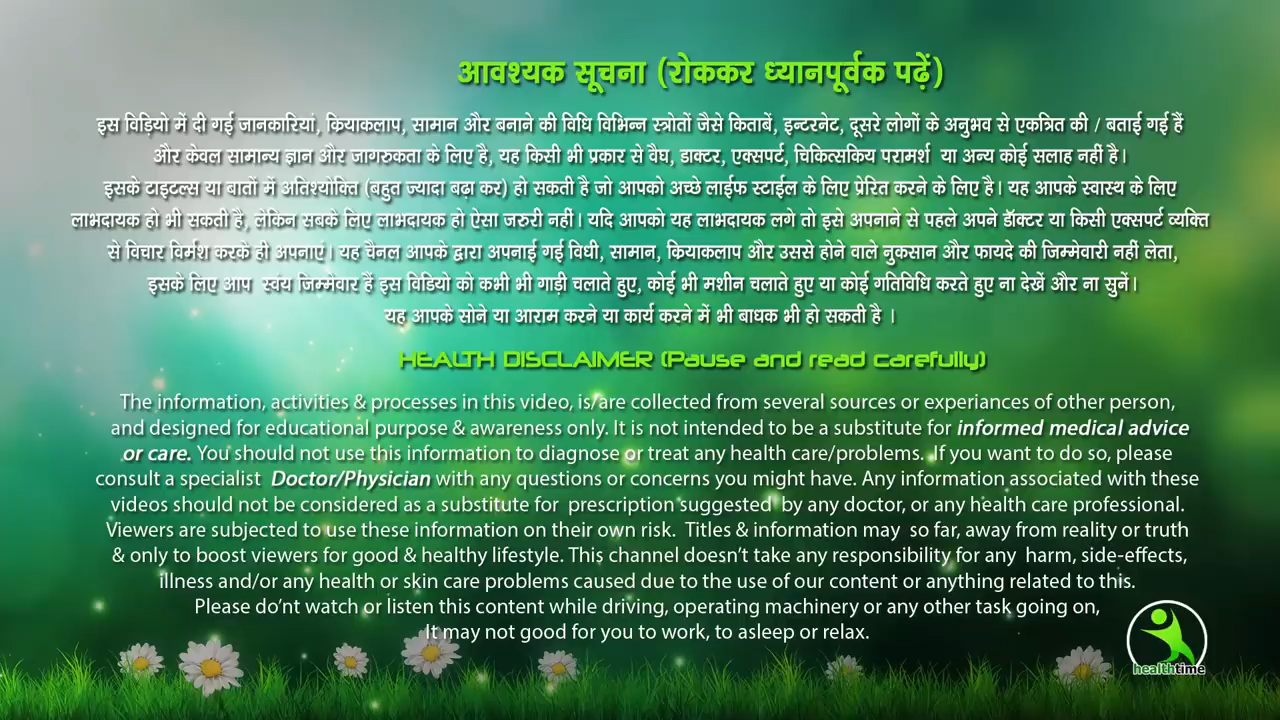 आवश्यक सूचना (रोककर ध्यानपूर्वक पढ़ें)
इस विड़ियो में दी गई जानकारियां, क्रियाकलाप, सामान और बनाने की विधि विभिन्न स्त्रोतों जैसे किताबें, इन्टरनेट, दूसरे लोगों के अनुभव से एकत्रित की / बताई गई हैं
और केवल सामान्य ज्ञान और जागरुकता के लिए है, यह किसी भी प्रकार से वैघ, डाक्टर, एक्सपर्ट, चिकित्सकिय परामर्श या अन्य कोई सलाह नहीं है।
इसके टाइटल्स या बातों में अतिश्योक्ति (बहुत ज्यादा बढ़ा कर) हो सकती है जो आपको अच्छे लाईफ स्टाईल के लिए प्रेरित करने के लिए है। यह आपके स्वास्थ के लिए
लाभदायक हो भी सकती है, लेकिन सबके लिए लाभदायक हो ऐसा जरुरी नहीं। यदि आपको यह लाभदायक लगे तो इसे अपनाने से पहले अपने डॉक्टर या किसी एक्सपर्ट व्यक्ति
से विचार विर्मश करके ही अपनाएं। यह चैनल आपके द्वारा अपनाई गई विधी, सामान, क्रियाकलाप और उससे होने वाले नुकसान और फायदे की जिम्मेवारी नहीं लेता,
इसके लिए आप स्वंय जिम्मेवार हैं इस विडियो को कभी भी गाड़ी चलाते हुए, कोई भी मशीन चलाते हुए या कोई गतिविधि करते हुए ना देखें और ना सुनें।
यह आपके सोने या आराम करने या कार्य करने में भी बाधक भी हो सकती है ।
HEALTH DISCLAIMER (Pause and read carefully)
The information, activities & processes in this video, is/are collected from several sources or experiances of other person,
and designed for educational purpose & awareness only. It is not intended to be a substitute for informed medical advice
or care. You should not use this information to diagnose or treat any health care/problems. If you want to do so, please
consult a specialist Doctor/Physician with any questions or concerns you might have. Any information associated with these
videos should not be considered as a substitute for prescription suggested by any doctor, or any health care professional.
Viewers are subjected to use these information on their own risk. Titles & information may so far, away from reality or truth
& only to boost viewers for good & healthy lifestyle. This channel doesn't take any responsibility for any harm, side-effects,
illness and/or any health or skin care problems caused due to the use of our content or anything related to this.
Please do'nt watch or listen this content while driving, operating machinery or any other task going on,
It may not good for you to work, to asleep or relax.
healthtime